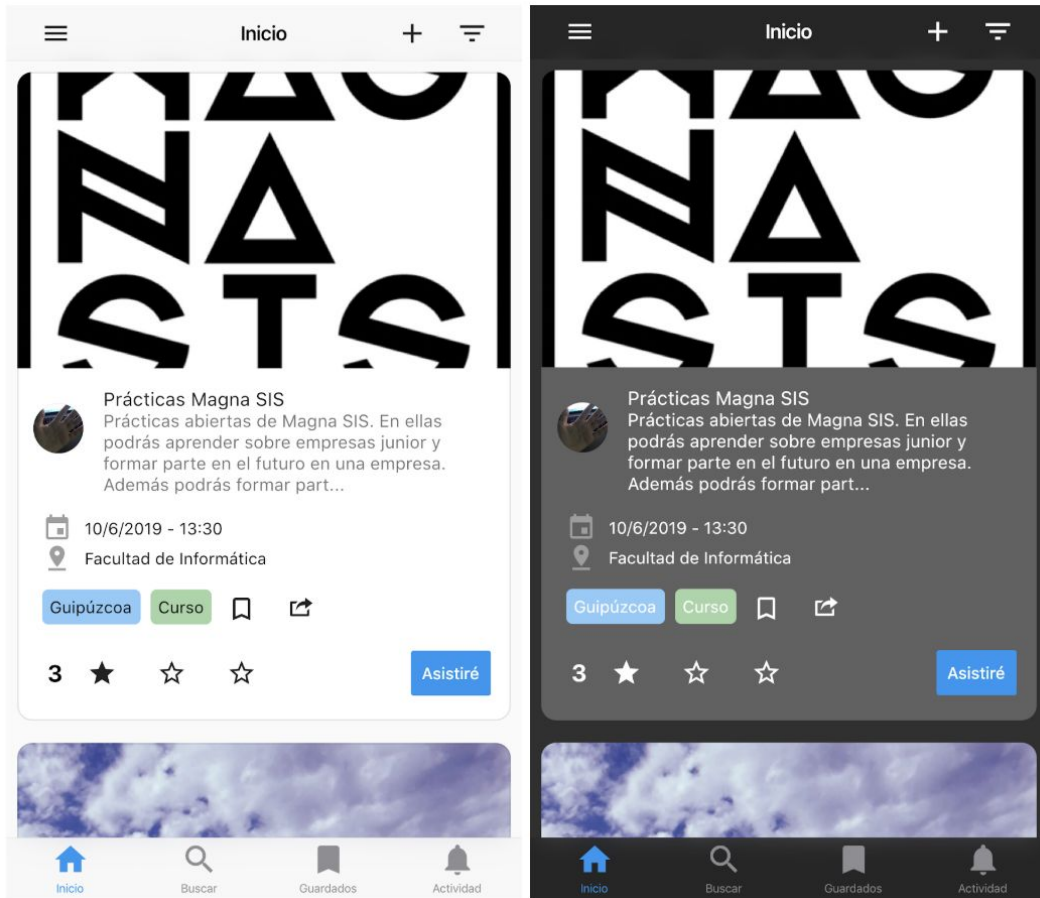 Inicio
MAG
NA
SIS
Prácticas Magna SIS
Prácticas abiertas de Magna SIS. En ellas
podrás aprender sobre empresas junior y
formar parte en el futuro en una empresa.
Además podrás formar part...
10/6/2019 - 13:30
Facultad de Informática
Guipúzcoa Curso
3 Asistiré
Inicio Buscar Guardados Actividad
Inicio
MAG
NA
SIS
Prácticas Magna SIS
Prácticas abiertas de Magna SIS. En ellas
podrás aprender sobre empresas junior y
formar parte en el futuro en una empresa.
Además podrás formar part...
10/6/2019 - 13:30
Facultad de Informática
Guipúzcoa Curso
3 Asistiré
Inicio Buscar Guardados Actividad